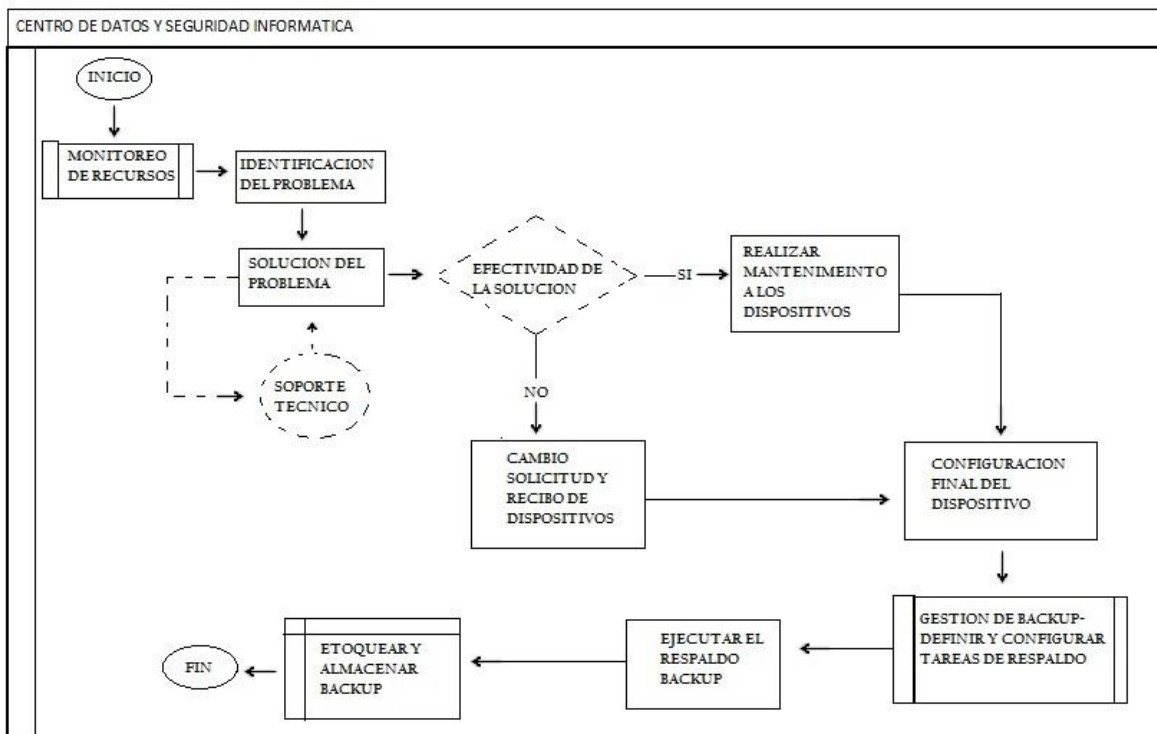 CENTRO DE DATOS Y SEGURIDAD INFORMATICA
INICIO
MONITOREO
DE RECURSOS
IDENTIFICACION
DEL PROBLEMA
SOLUCION DEL
PROBLEMA
EFECTIVIDAD DE
LA SOLUCION
SI
REALIZAR
MANTENIMEINTO
A LOS
DISPOSITIVOS
SOPORTE
TECNICO
NO
CAMBIO
SOLICITUD Y
RECIBO DE
DISPOSITIVOS
CONFIGURACION
FINAL DEL
DISPOSITIVO
GESTION DE BACKUP-
DEFINIR Y CONFIGURAR
TAREAS DE RESPALDO
EJECUTAR EL
RESPALDO
BACKUP
ETOQUEAR Y
ALMACENAR
BACKUP
FIN